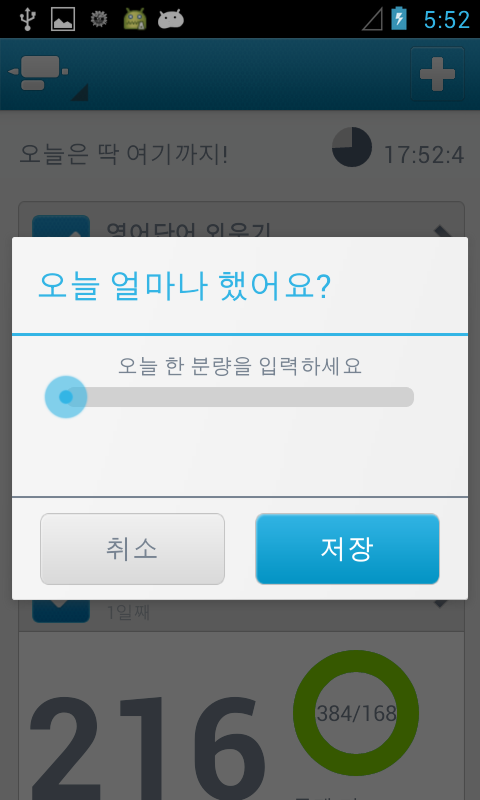 5:52
오늘은 딱 여기까지!
17:52:4
영어단어 외우기
오늘 얼마나 했어요?
오늘 한 분량을 입력하세요
취소
저장
1일째
216
384/168